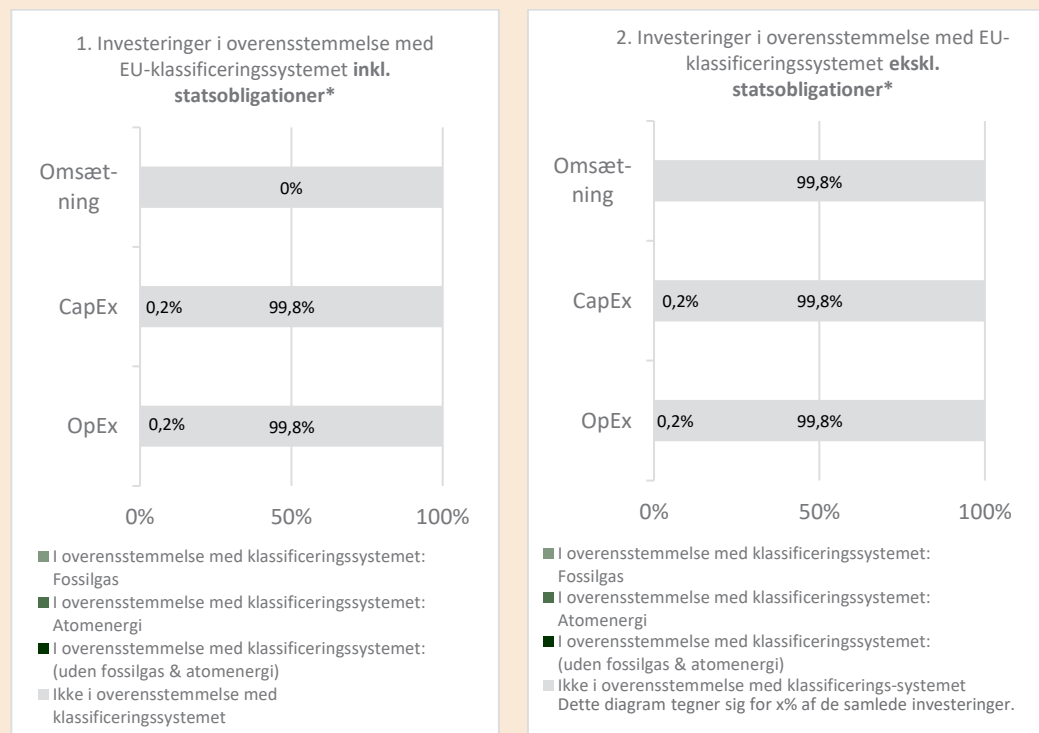 1. Investeringer i overensstemmelse med
EU-klassificeringssystemet inkl.
statsobligationer*
Omsæt-
ning
0%
CapEx
0,2%
99,8%
OpEx
0,2%
99,8%
0%
50%
100%
I overensstemmelse med klassificeringssystemet:
Fossilgas
I overensstemmelse med klassificeringssystemet:
Atomenergi
I overensstemmelse med klassificeringssystemet:
(uden fossilgas & atomenergi)
Ikke i overensstemmelse med
klassificeringssystemet
2. Investeringer i overensstemmelse med EU-
klassificeringssystemet ekskl.
statsobligationer*
Omsæt-
ning
99,8%
CapEx
0,2%
99,8%
OpEx
0,2%
99,8%
0%
50%
100%
I overensstemmelse med klassificeringssystemet:
Fossilgas
I overensstemmelse med klassificeringssystemet:
Atomenergi
I overensstemmelse med klassificeringssystemet:
(uden fossilgas & atomenergi)
Ikke i overensstemmelse med klassificerings-systemet
Dette diagram tegner sig for x% af de samlede investeringer.